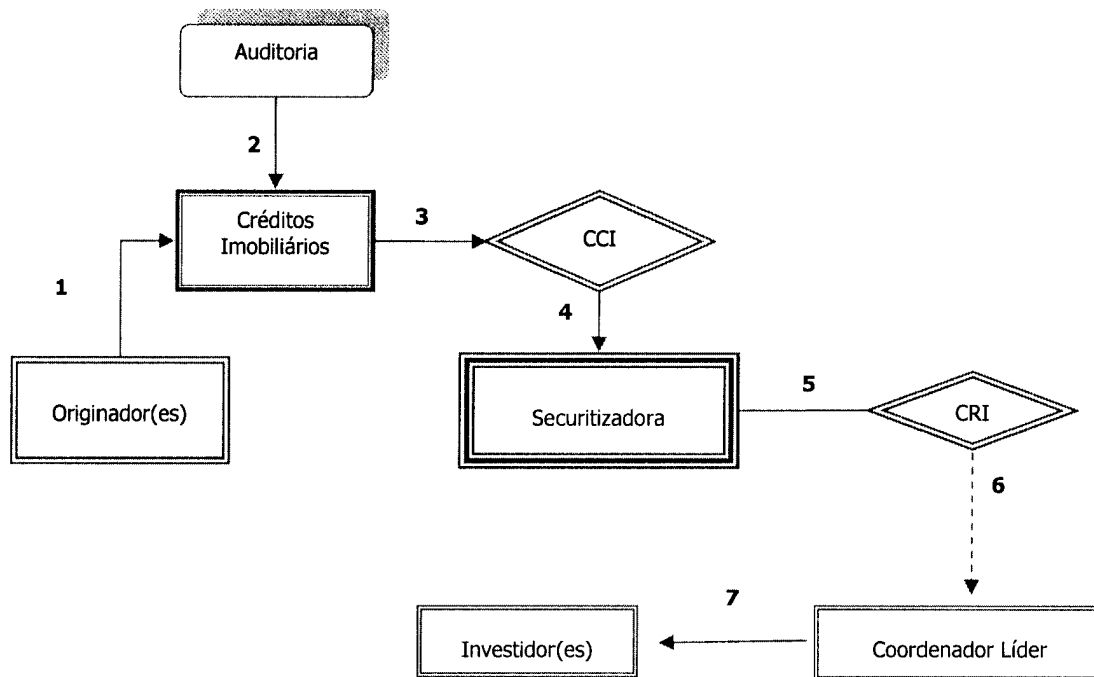 Auditoria
2
Créditos
Imobiliários
3
CCI
1
4
Originador(es)
Securitizadora
5
CRI
6
7
Investidor(es)
Coordenador Líder